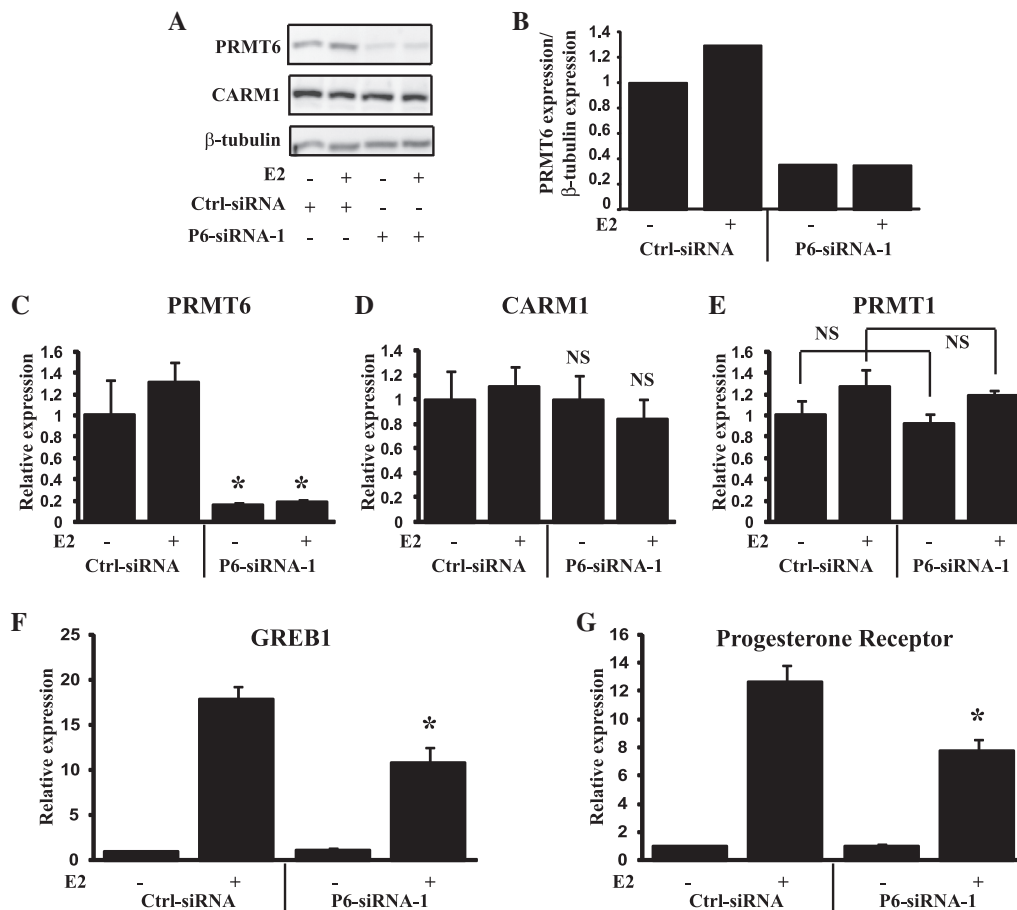 A
PRMT6
CARM1
β-tubulin
E2 - + - +
Ctrl-siRNA + + - -
P6-siRNA-1 - - + +
B
PRMT6 expression/
β-tubulin expression
1.4
1.2
1
0.8
0.6
0.4
0.2
0
E2 - + - +
Ctrl-siRNA P6-siRNA-1
C
PRMT6
Relative expression
1.6
1.4
1.2
1
0.8
0.6
0.4
0.2
0
* *
E2 - + - +
Ctrl-siRNA P6-siRNA-1
D
CARM1
Relative expression
1.4
1.2
1
0.8
0.6
0.4
0.2
0
NS NS
E2 - + - +
Ctrl-siRNA P6-siRNA-1
E
PRMT1
Relative expression
1.6
1.4
1.2
1
0.8
0.6
0.4
0.2
0
NS NS
E2 - + - +
Ctrl-siRNA P6-siRNA-1
F
GREB1
Relative expression
25
20
15
10
5
0
*
E2 - + - +
Ctrl-siRNA P6-siRNA-1
G
Progesterone Receptor
Relative expression
16
14
12
10
8
6
4
2
0
*
E2 - + - +
Ctrl-siRNA P6-siRNA-1